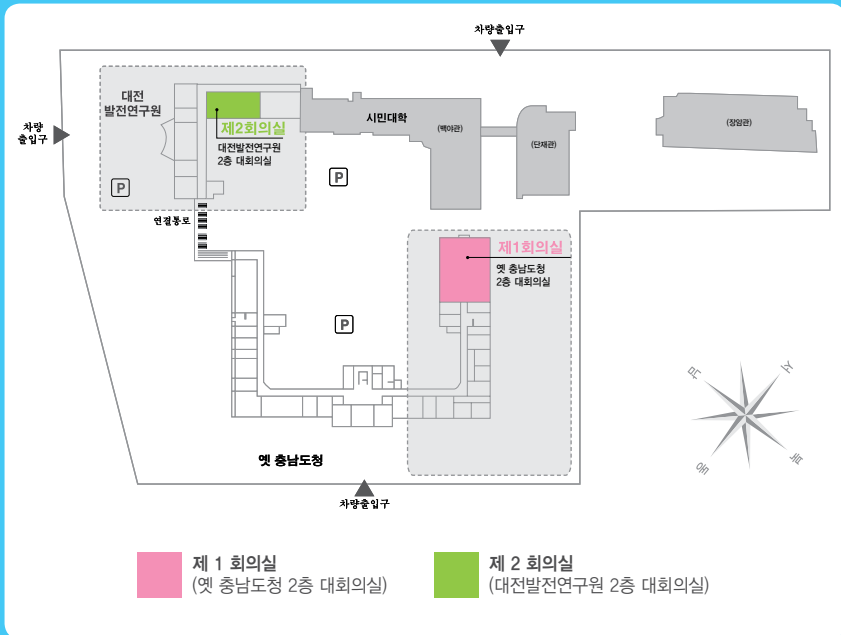 차량출입구
대전
발전연구원
차량
출입구
제2회의실
대전발전연구원
2층 대회의실
시민대학
(백야관)
(단재관)
(장암관)
P
P
연결통로
제1회의실
옛 충남도청
2층 대회의실
P
남
서
동
북
옛 충남도청
차량출입구
제 1 회의실
(옛 충남도청 2층 대회의실)
제 2 회의실
(대전발전연구원 2층 대회의실)